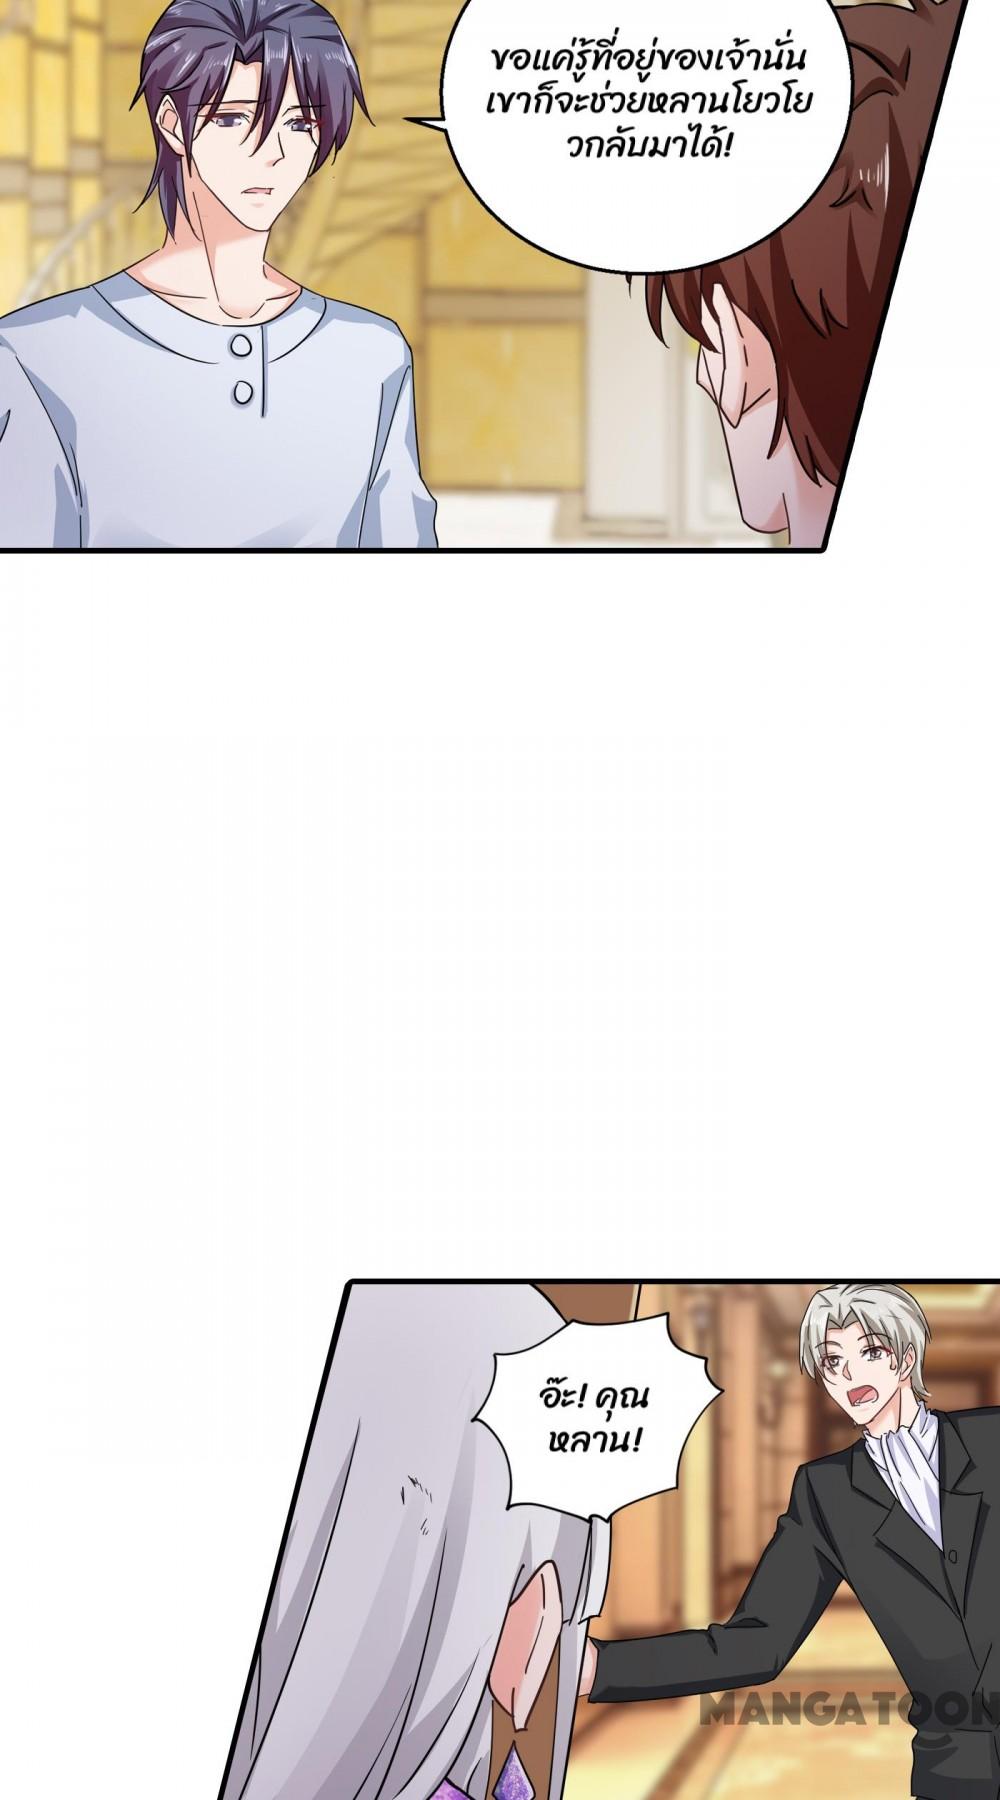 ขอแค่รู้ที่อยู่ของเจ้านั่น
เขาก็จะช่วยหลานโยวโย
วกลับมาได้!
อ๊ะ! คุณ
หลาน!
MANGATOON